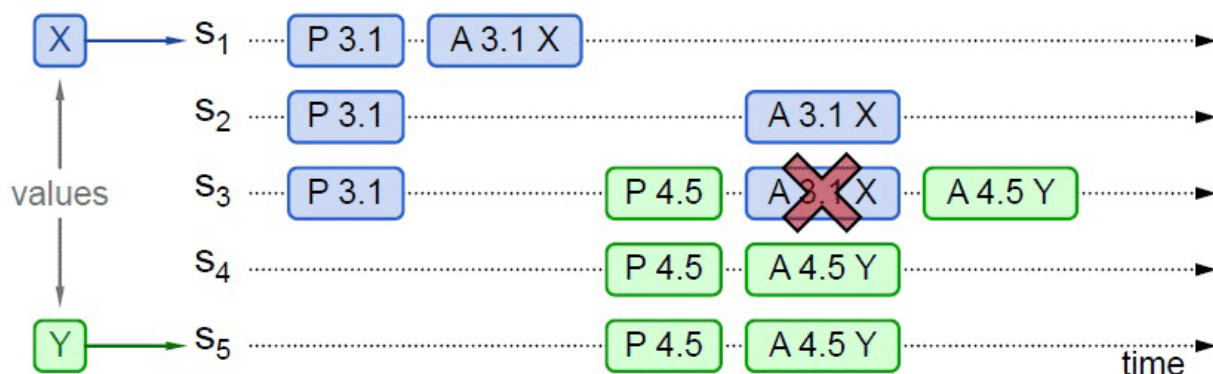 X S1 P 3.1 A 3.1 X
S2 P 3.1 A 3.1 X
values S3 P 3.1 P 4.5 A 3.1 X A 4.5 Y
S4 P 4.5 A 4.5 Y
Y S5 P 4.5 A 4.5 Y
time